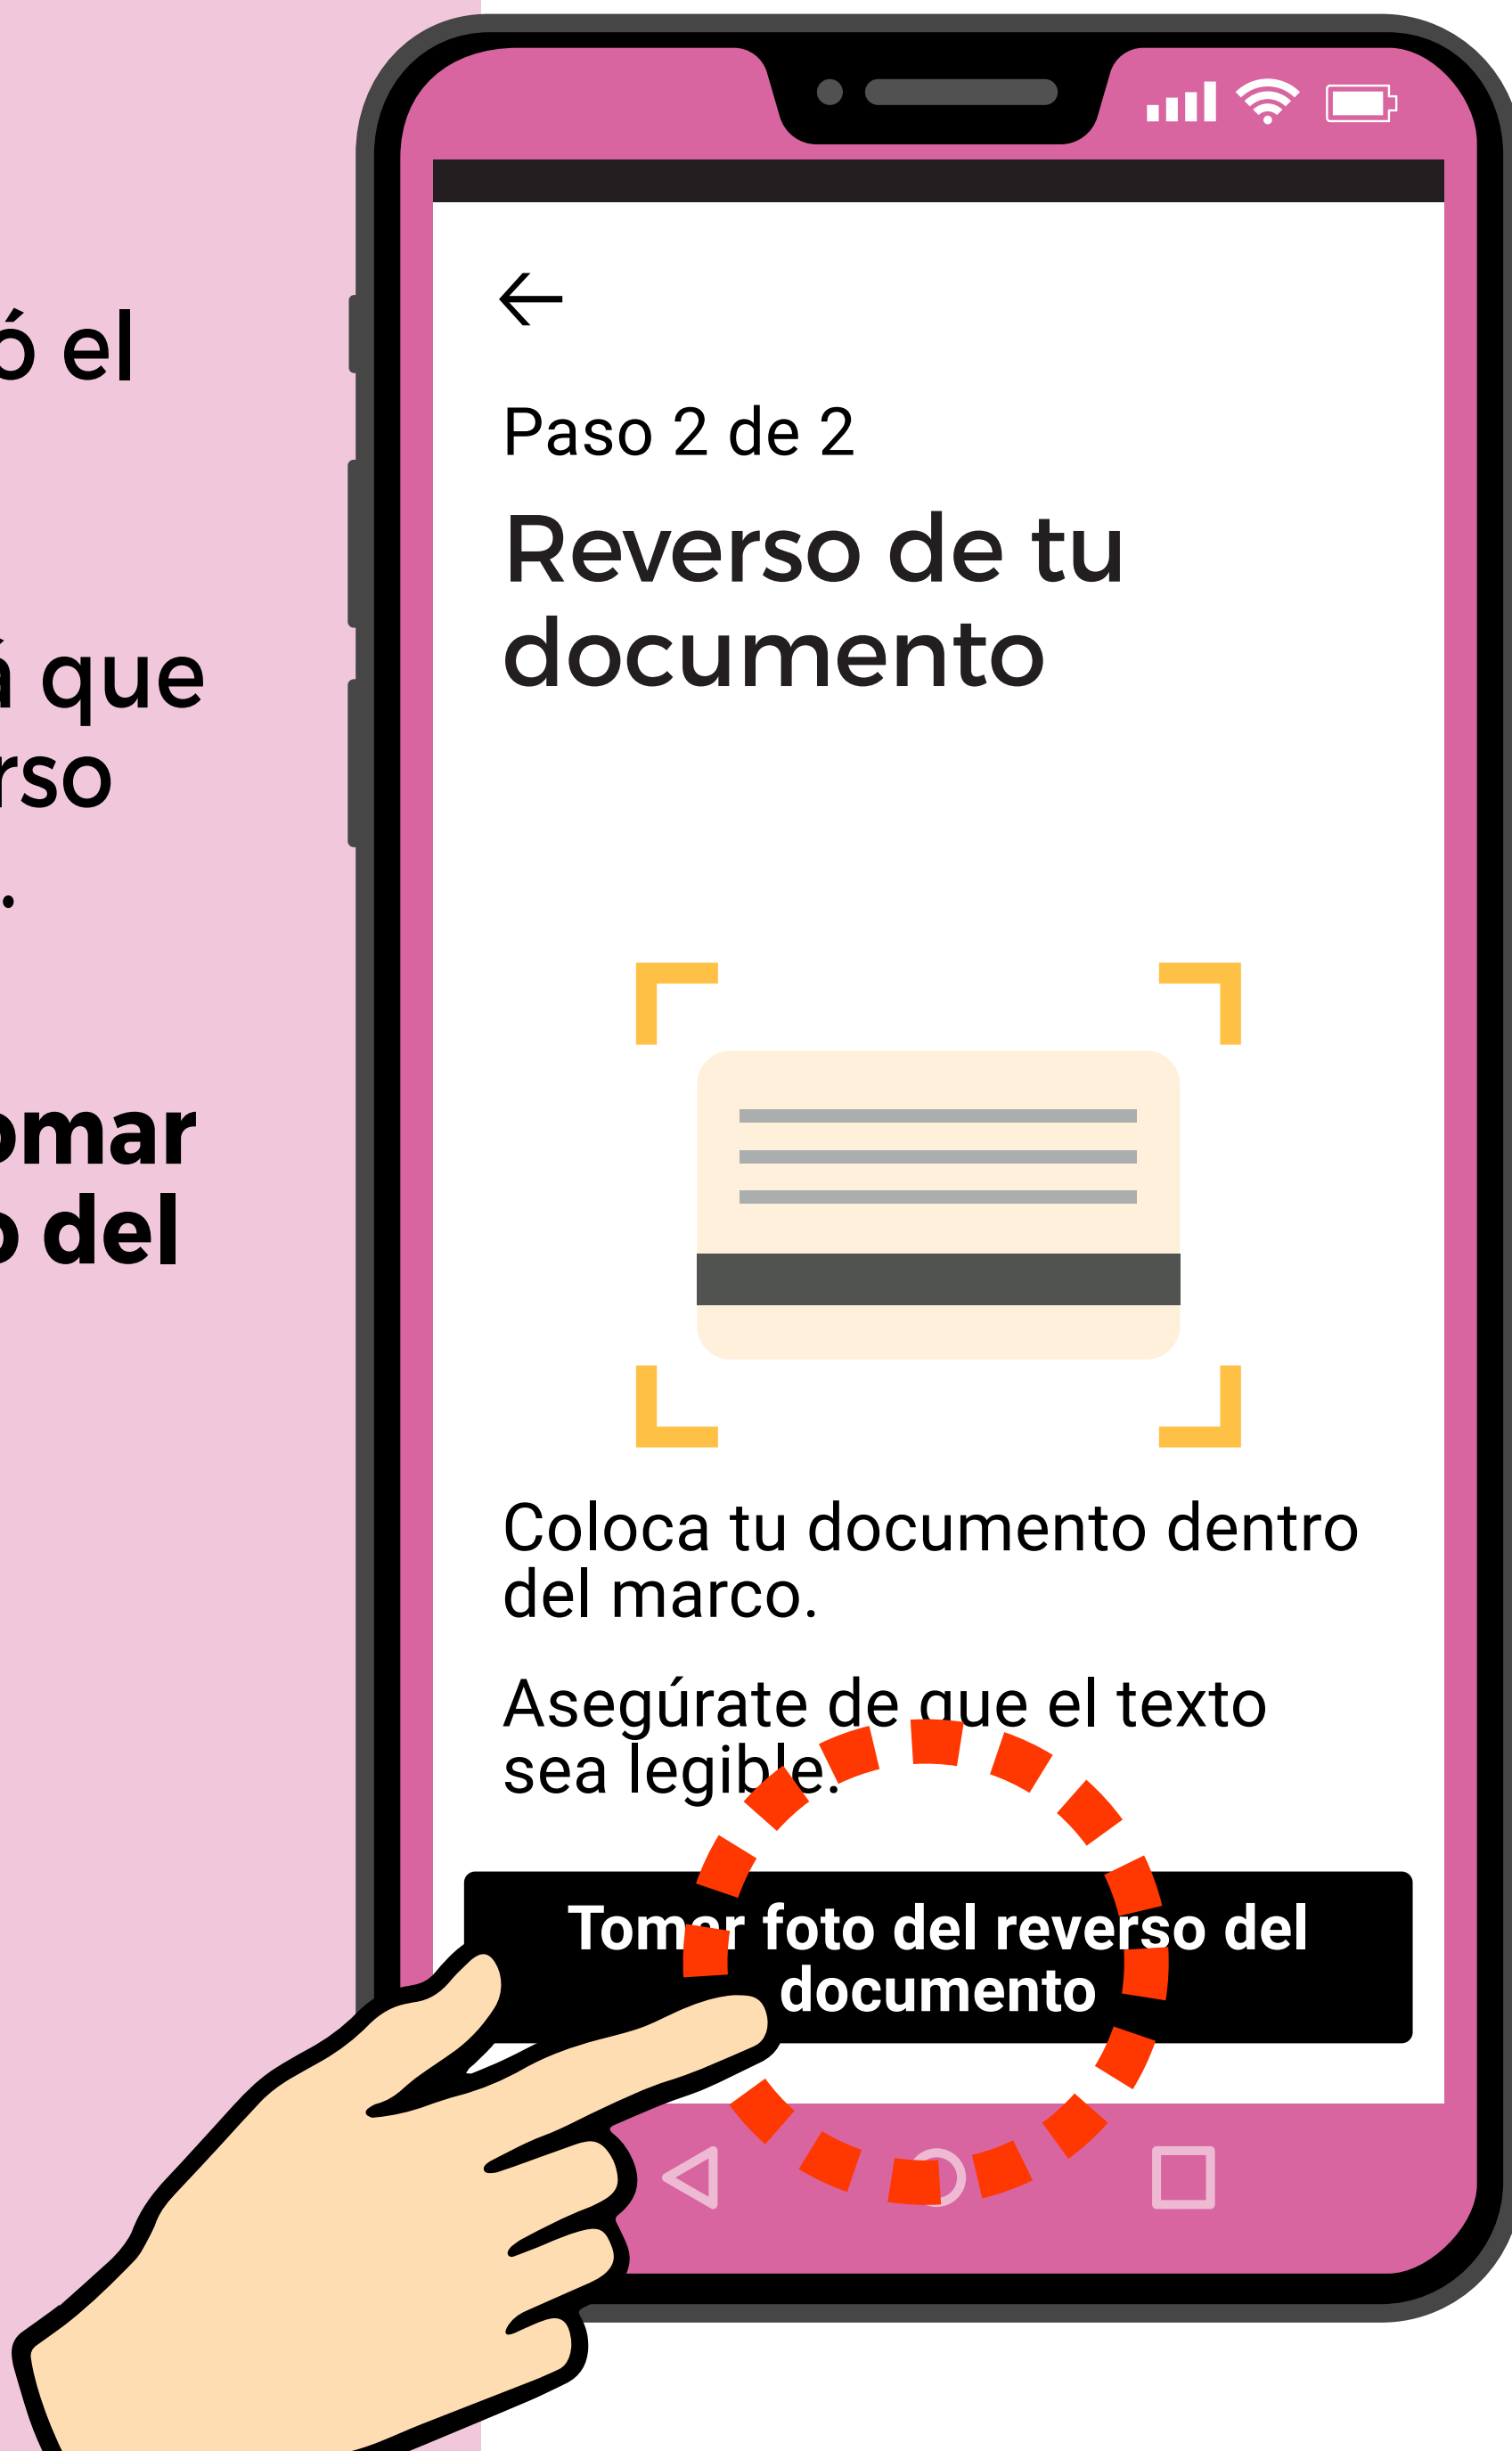 ó el
á que
rso
.
omar
o del
Paso 2 de 2
Reverso de tu
documento
Coloca tu documento dentro
del marco.
Asegúrate de que el texto
sea legible.
Tomar foto del reverso del
documento